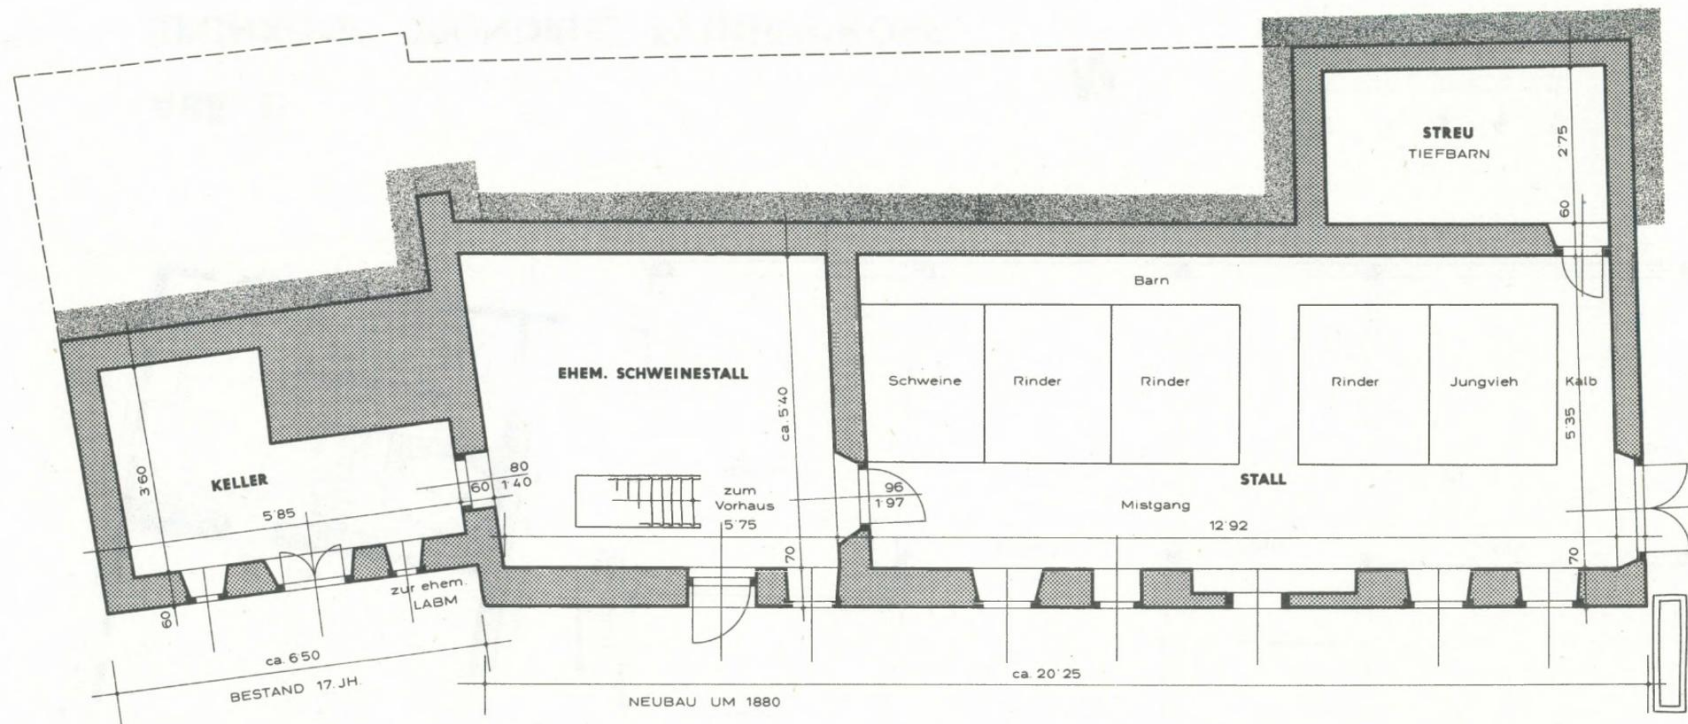 STREU
TIEFBARN
2'75
60
Barn
EHEM. SCHWEINESTALL
ca. 5'40
Schweine
Rinder
Rinder
Rinder
Jungvieh
Kalb
5'35
KELLER
3'60
5'85
60
80
1'40
zum
Vorhaus
5'75
96
1'97
STALL
Mistgang
12'92
70
70
zur ehem.
LABM
60
ca. 6'50
BESTAND 17. JH.
ca. 20'25
NEUBAU UM 1880